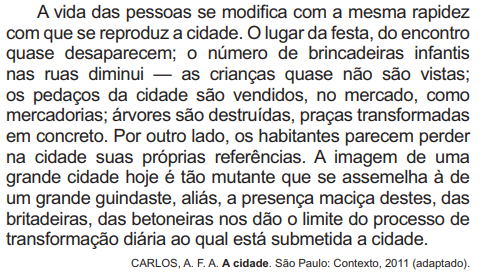 A vida das pessoas se modifica com a mesma rapidez
com que se reproduz a cidade. O lugar da festa, do encontro
quase desaparecem; o número de brincadeiras infantis
nas ruas diminui — as crianças quase não são vistas;
os pedaços da cidade são vendidos, no mercado, como
mercadorias; árvores são destruídas, praças transformadas
em concreto. Por outro lado, os habitantes parecem perder
na cidade suas próprias referências. A imagem de uma
grande cidade hoje é tão mutante que se assemelha à de
um grande guindaste, aliás, a presença maciça destes, das
britadeiras, das betoneiras nos dão o limite do processo de
transformação diária ao qual está submetida a cidade.
CARLOS, A. F. A. A cidade. São Paulo: Contexto, 2011 (adaptado).